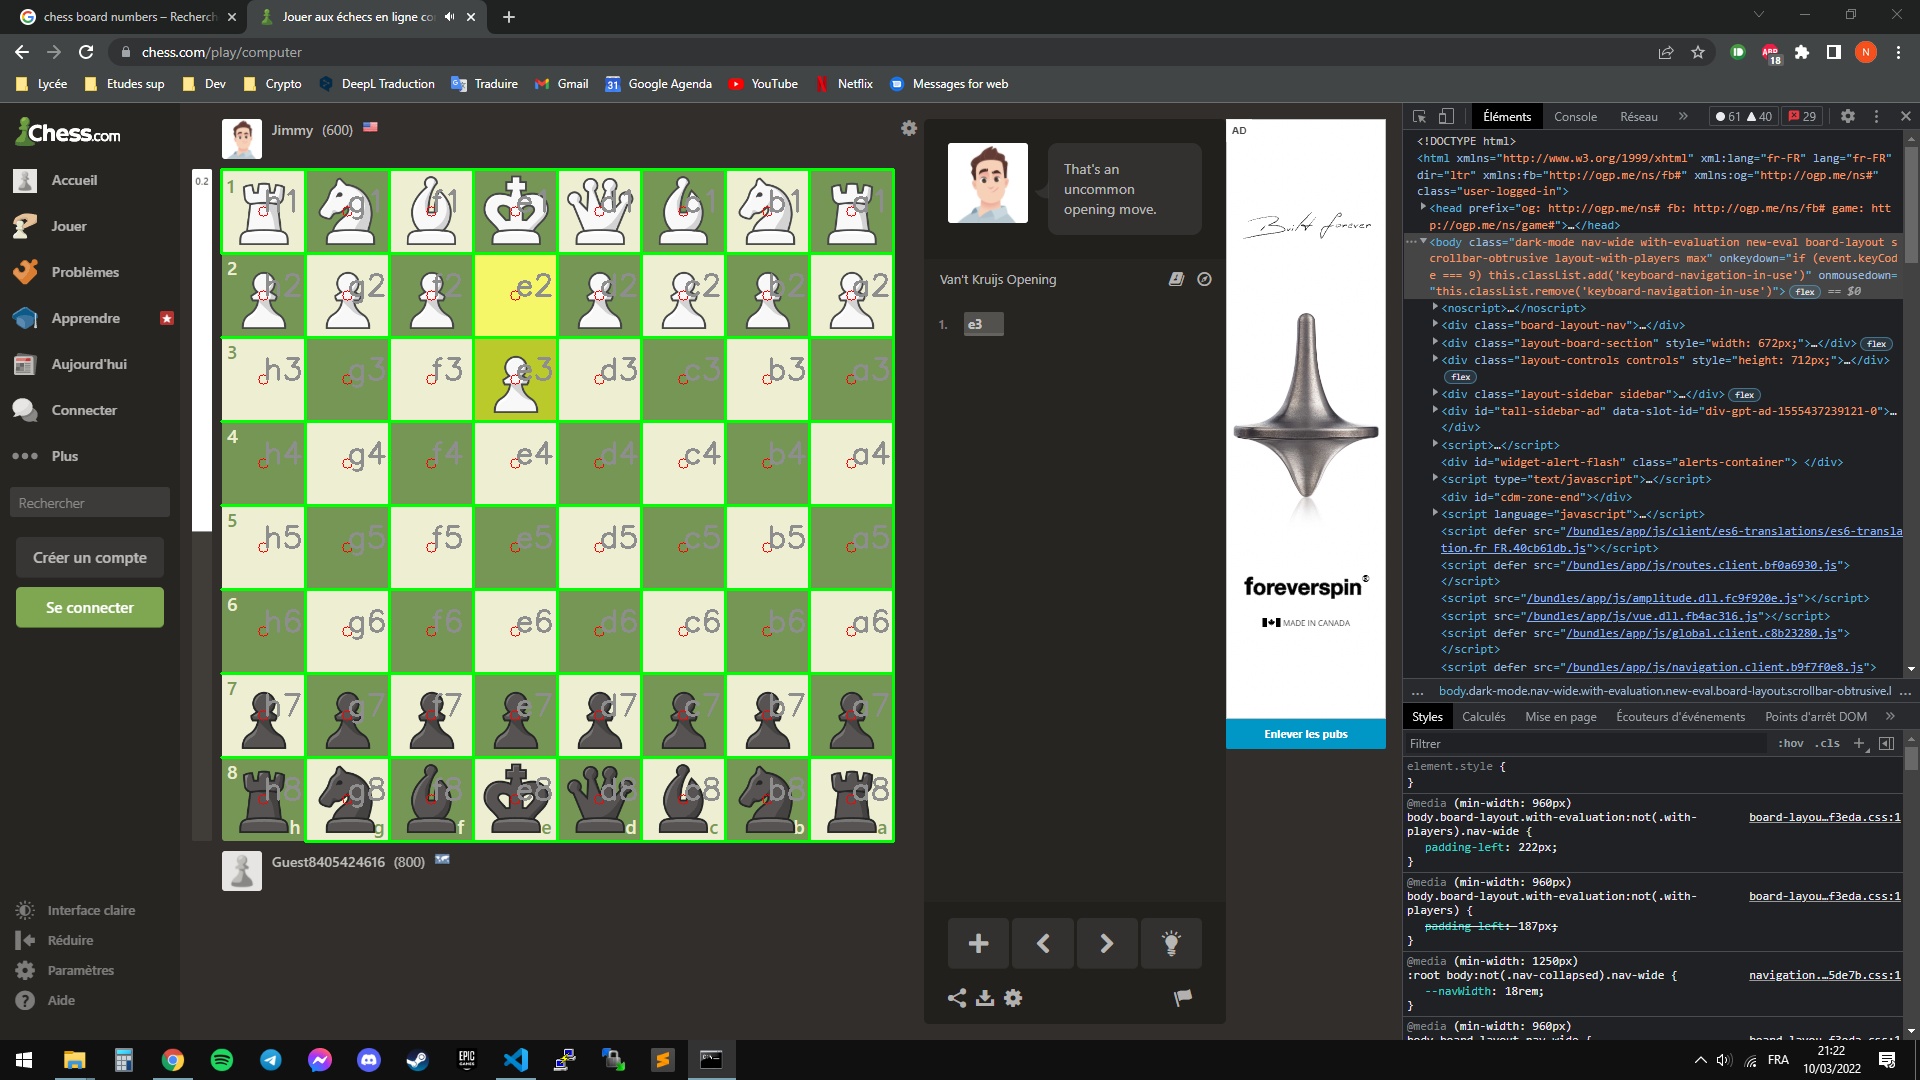 chess board numbers – Recherch
Jouer aux échecs en ligne co
chess.com/play/computer
18
N
Lycée
Etudes sup
Dev
Crypto
DeepL Traduction
Traduire
Gmail
31 Google Agenda
YouTube
Netflix
Messages for web
Chess.com
Accueil
Jouer
Problèmes
Apprendre
Aujourd'hui
Connecter
Plus
Rechercher
Créer un compte
Se connecter
Interface claire
Réduire
Paramètres
Aide
Jimmy (600)
0.2
1 h1 g1 f1 e1 d1 c1 b1 a1
2 h2 g2 f2 e2 d2 c2 b2 a2
3 h3 g3 f3 e3 d3 c3 b3 a3
4 h4 g4 f4 e4 d4 c4 b4 a4
5 h5 g5 f5 e5 d5 c5 b5 a5
6 h6 g6 f6 e6 d6 c6 b6 a6
7 h7 g7 f7 e7 d7 c7 b7 a7
8 h8 g8 f8 e8 d8 c8 b8 a8
h g f e d c b a
Guest8405424616 (800)
That's an
uncommon
opening move.
Van't Kruijs Opening
1. e3
AD
Built forever
foreverspin®
MADE IN CANADA
Enlever les pubs
Éléments Console Réseau » 61 40 29
<!DOCTYPE html>
<html xmlns="http://www.w3.org/1999/xhtml" xml:lang="fr-FR" lang="fr-FR"
dir="ltr" xmlns:fb="http://ogp.me/ns/fb#" xmlns:og="http://ogp.me/ns#"
class="user-logged-in">
<head prefix="og: http://ogp.me/ns# fb: http://ogp.me/ns/fb# game: htt
p://ogp.me/ns/game#">…</head>
<body class="dark-mode nav-wide with-evaluation new-eval board-layout s
crollbar-obtrusive layout-with-players max" onkeydown="if (event.keyCod
e === 9) this.classList.add('keyboard-navigation-in-use')" onmousedown=
"this.classList.remove('keyboard-navigation-in-use')"> flex == $0
<noscript>…</noscript>
<div class="board-layout-nav">…</div>
<div class="layout-board-section" style="width: 672px;">…</div> flex
<div class="layout-controls controls" style="height: 712px;">…</div>
flex
<div class="layout-sidebar sidebar">…</div> flex
<div id="tall-sidebar-ad" data-slot-id="div-gpt-ad-1555437239121-0">…
</div>
<script>…</script>
<div id="widget-alert-flash" class="alerts-container"> </div>
<script type="text/javascript">…</script>
<div id="cdm-zone-end"></div>
<script language="javascript">…</script>
<script defer src="/bundles/app/js/client/es6-translations/es6-transla
tion.fr_FR.40cb61db.js"></script>
<script defer src="/bundles/app/js/routes.client.bf0a6930.js">
</script>
<script src="/bundles/app/js/amplitude.dll.fc9f920e.js"></script>
<script src="/bundles/app/js/vue.dll.fb4ac316.js"></script>
<script defer src="/bundles/app/js/global.client.c8b23280.js">
</script>
<script defer src="/bundles/app/js/navigation.client.b9f7f0e8.js">
... body.dark-mode.nav-wide.with-evaluation.new-eval.board-layout.scrollbar-obtrusive.l ...
Styles Calculés Mise en page Écouteurs d'événements Points d'arrêt DOM »
Filtrer :hov .cls
element.style {
}
@media (min-width: 960px)
body.board-layout.with-evaluation:not(.with- board-layou…f3eda.css:1
players).nav-wide {
padding-left: 222px;
}
@media (min-width: 960px)
body.board-layout.with-evaluation:not(.with- board-layou…f3eda.css:1
players) {
padding-left: 187px;
}
@media (min-width: 1250px)
:root body:not(.nav-collapsed).nav-wide { navigation.…5de7b.css:1
--navWidth: 18rem;
}
@media (min-width: 960px)
EPIC GAMES
FRA
21:22
10/03/2022